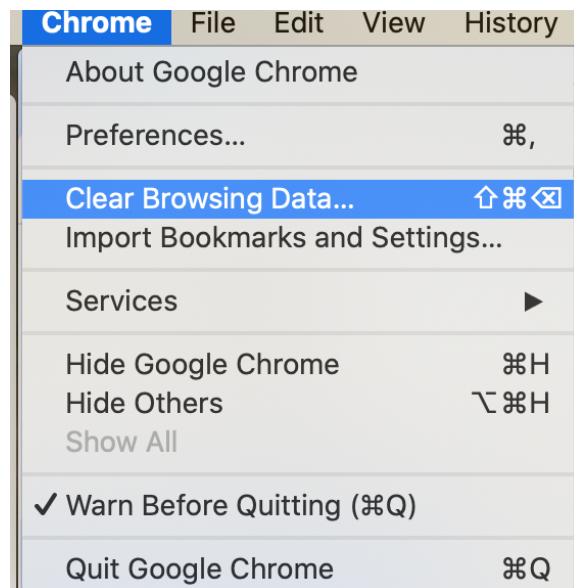 Chrome File Edit View History
About Google Chrome
Preferences... ⌘,
Clear Browsing Data... ⇧⌘⌫
Import Bookmarks and Settings...
Services ▶
Hide Google Chrome ⌘H
Hide Others ⌥⌘H
Show All
✓ Warn Before Quitting (⌘Q)
Quit Google Chrome ⌘Q